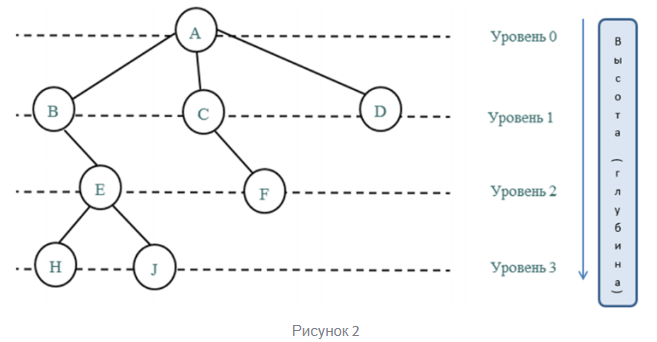 A
Уровень 0
B
C
D
Уровень 1
E
F
Уровень 2
H
J
Уровень 3
Высота (глубина)
Рисунок 2